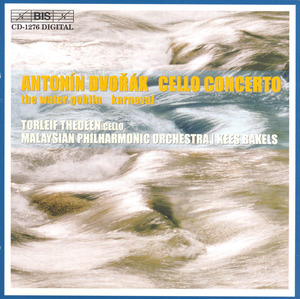 BIS
CD-1276 DIGITAL
ANTONÍN DVOŘÁK CELLO CONCERTO
the water goblin karneval
TORLEIF THEDÉEN CELLO
MALAYSIAN PHILHARMONIC ORCHESTRA / KEES BAKELS